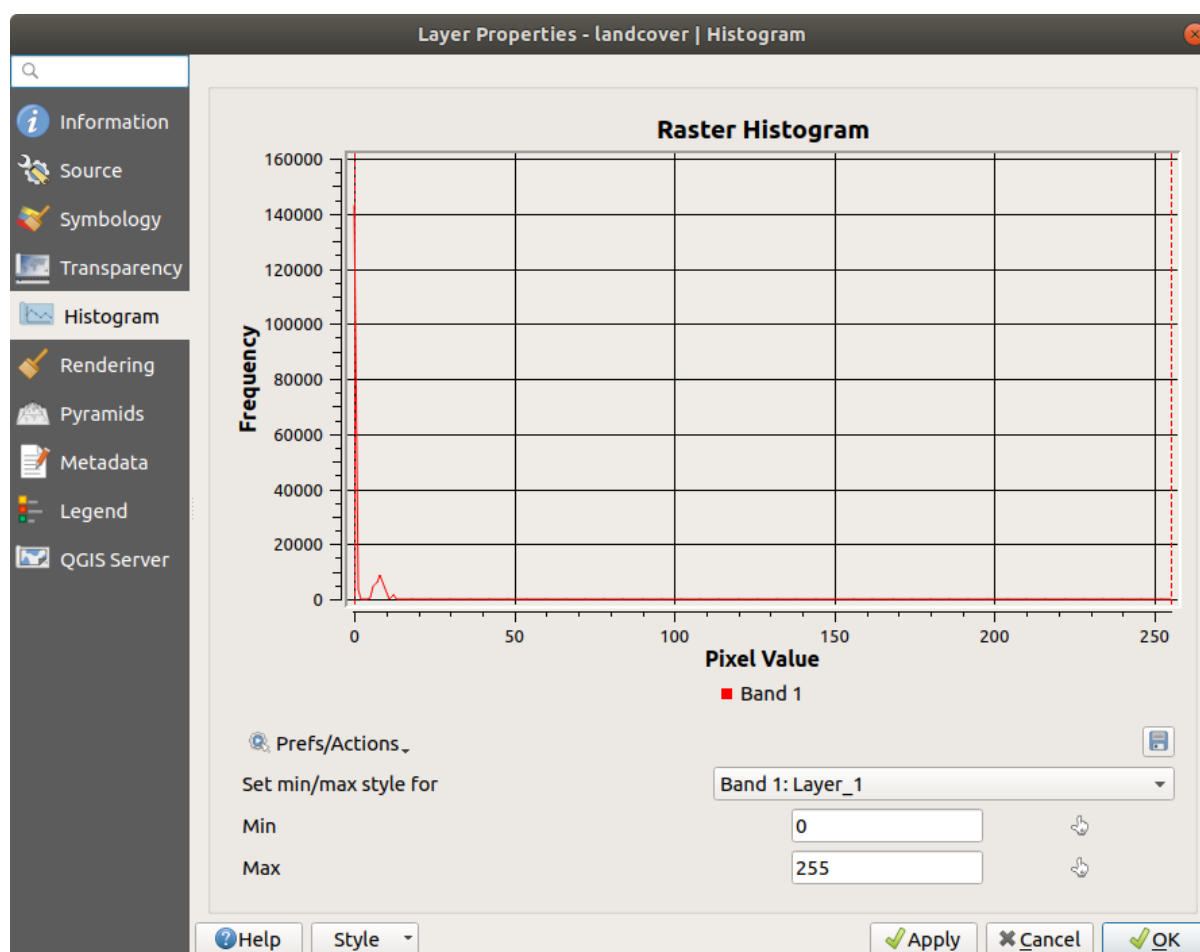 Layer Properties - landcover | Histogram
Information
Source
Symbology
Transparency
Histogram
Rendering
Pyramids
Metadata
Legend
QGIS Server
Raster Histogram
Frequency
160000
140000
120000
100000
80000
60000
40000
20000
0
0 50 100 150 200 250
Pixel Value
Band 1
Prefs/Actions
Set min/max style for Band 1: Layer_1
Min 0
Max 255
Help Style Apply Cancel OK